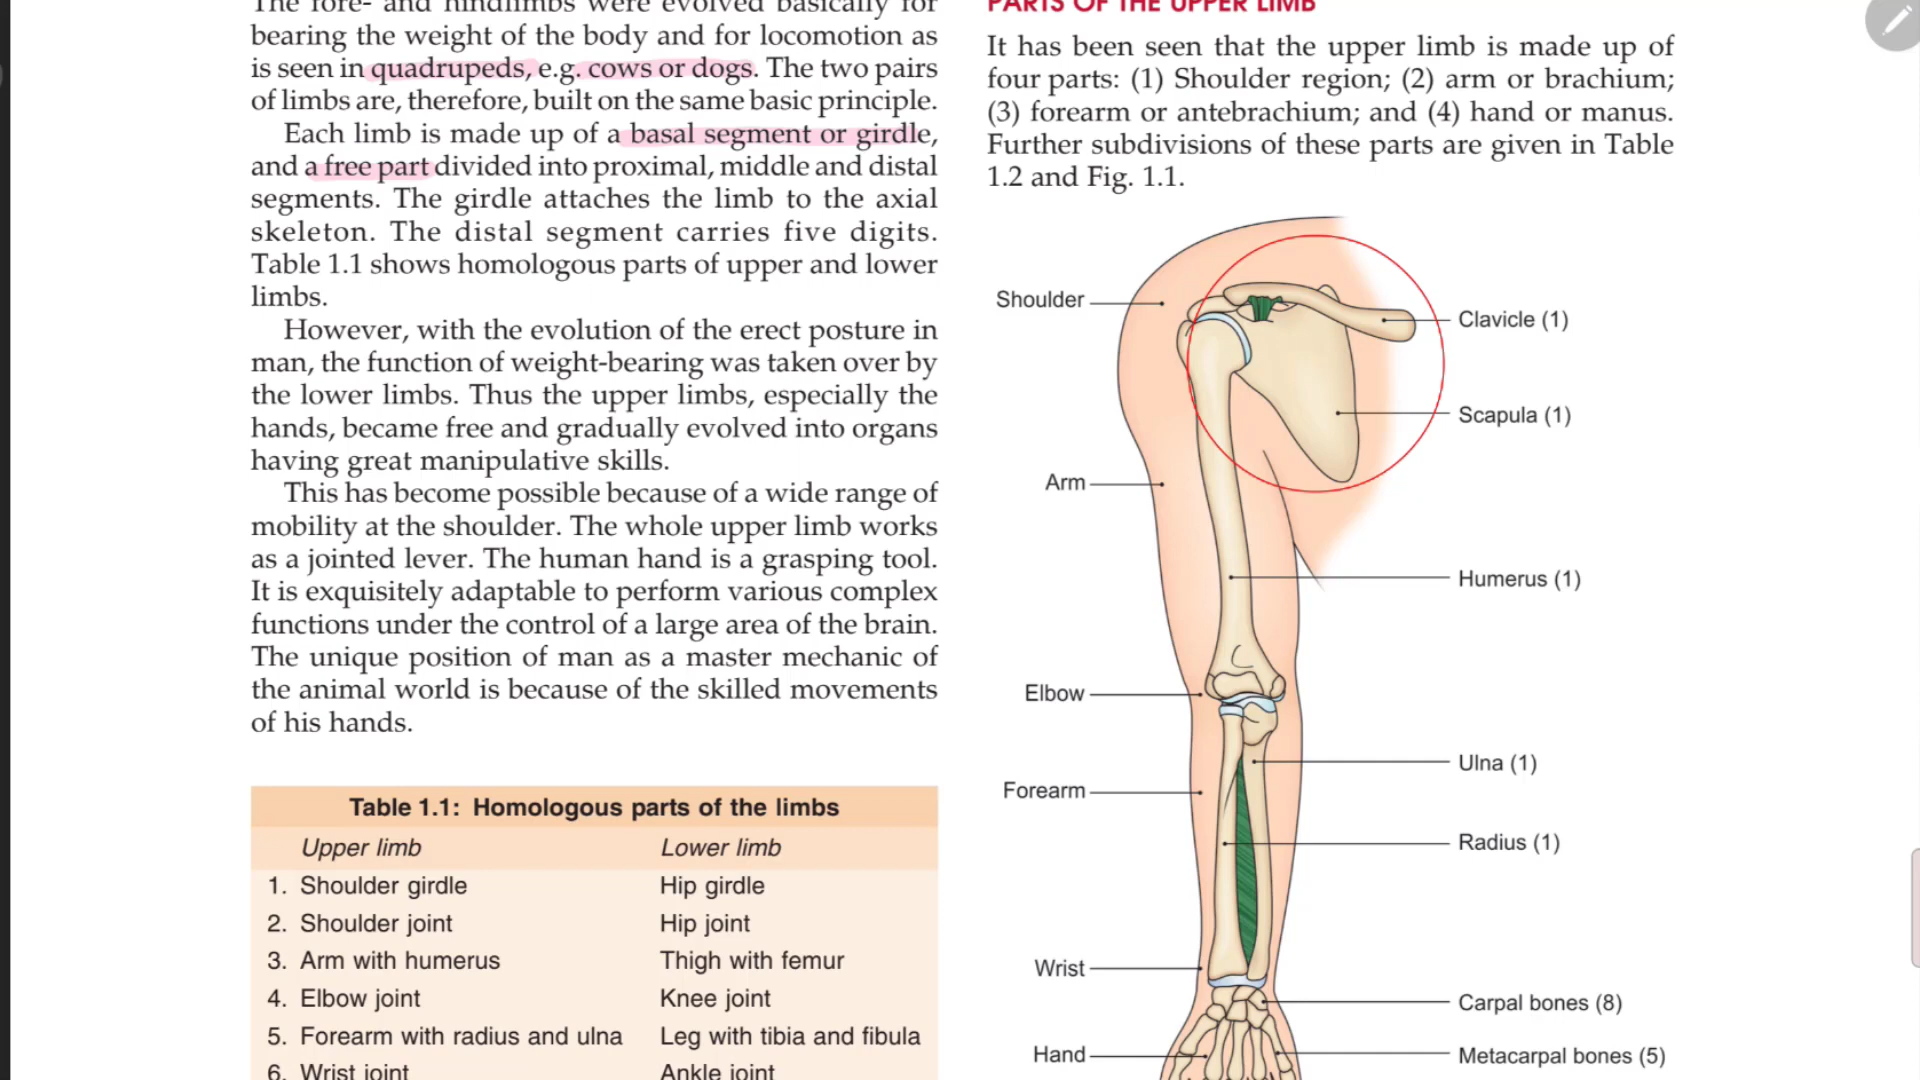 The fore- and hindlimbs were evolved basically for
bearing the weight of the body and for locomotion as
is seen in quadrupeds, e.g. cows or dogs. The two pairs
of limbs are, therefore, built on the same basic principle.
Each limb is made up of a basal segment or girdle,
and a free part divided into proximal, middle and distal
segments. The girdle attaches the limb to the axial
skeleton. The distal segment carries five digits.
Table 1.1 shows homologous parts of upper and lower
limbs.
However, with the evolution of the erect posture in
man, the function of weight-bearing was taken over by
the lower limbs. Thus the upper limbs, especially the
hands, became free and gradually evolved into organs
having great manipulative skills.
This has become possible because of a wide range of
mobility at the shoulder. The whole upper limb works
as a jointed lever. The human hand is a grasping tool.
It is exquisitely adaptable to perform various complex
functions under the control of a large area of the brain.
The unique position of man as a master mechanic of
the animal world is because of the skilled movements
of his hands.
Table 1.1: Homologous parts of the limbs
Upper limb Lower limb
1. Shoulder girdle Hip girdle
2. Shoulder joint Hip joint
3. Arm with humerus Thigh with femur
4. Elbow joint Knee joint
5. Forearm with radius and ulna Leg with tibia and fibula
6. Wrist joint Ankle joint
PARTS OF THE UPPER LIMB
It has been seen that the upper limb is made up of
four parts: (1) Shoulder region; (2) arm or brachium;
(3) forearm or antebrachium; and (4) hand or manus.
Further subdivisions of these parts are given in Table
1.2 and Fig. 1.1.
Shoulder
Clavicle (1)
Scapula (1)
Arm
Humerus (1)
Elbow
Ulna (1)
Forearm
Radius (1)
Wrist
Carpal bones (8)
Hand
Metacarpal bones (5)